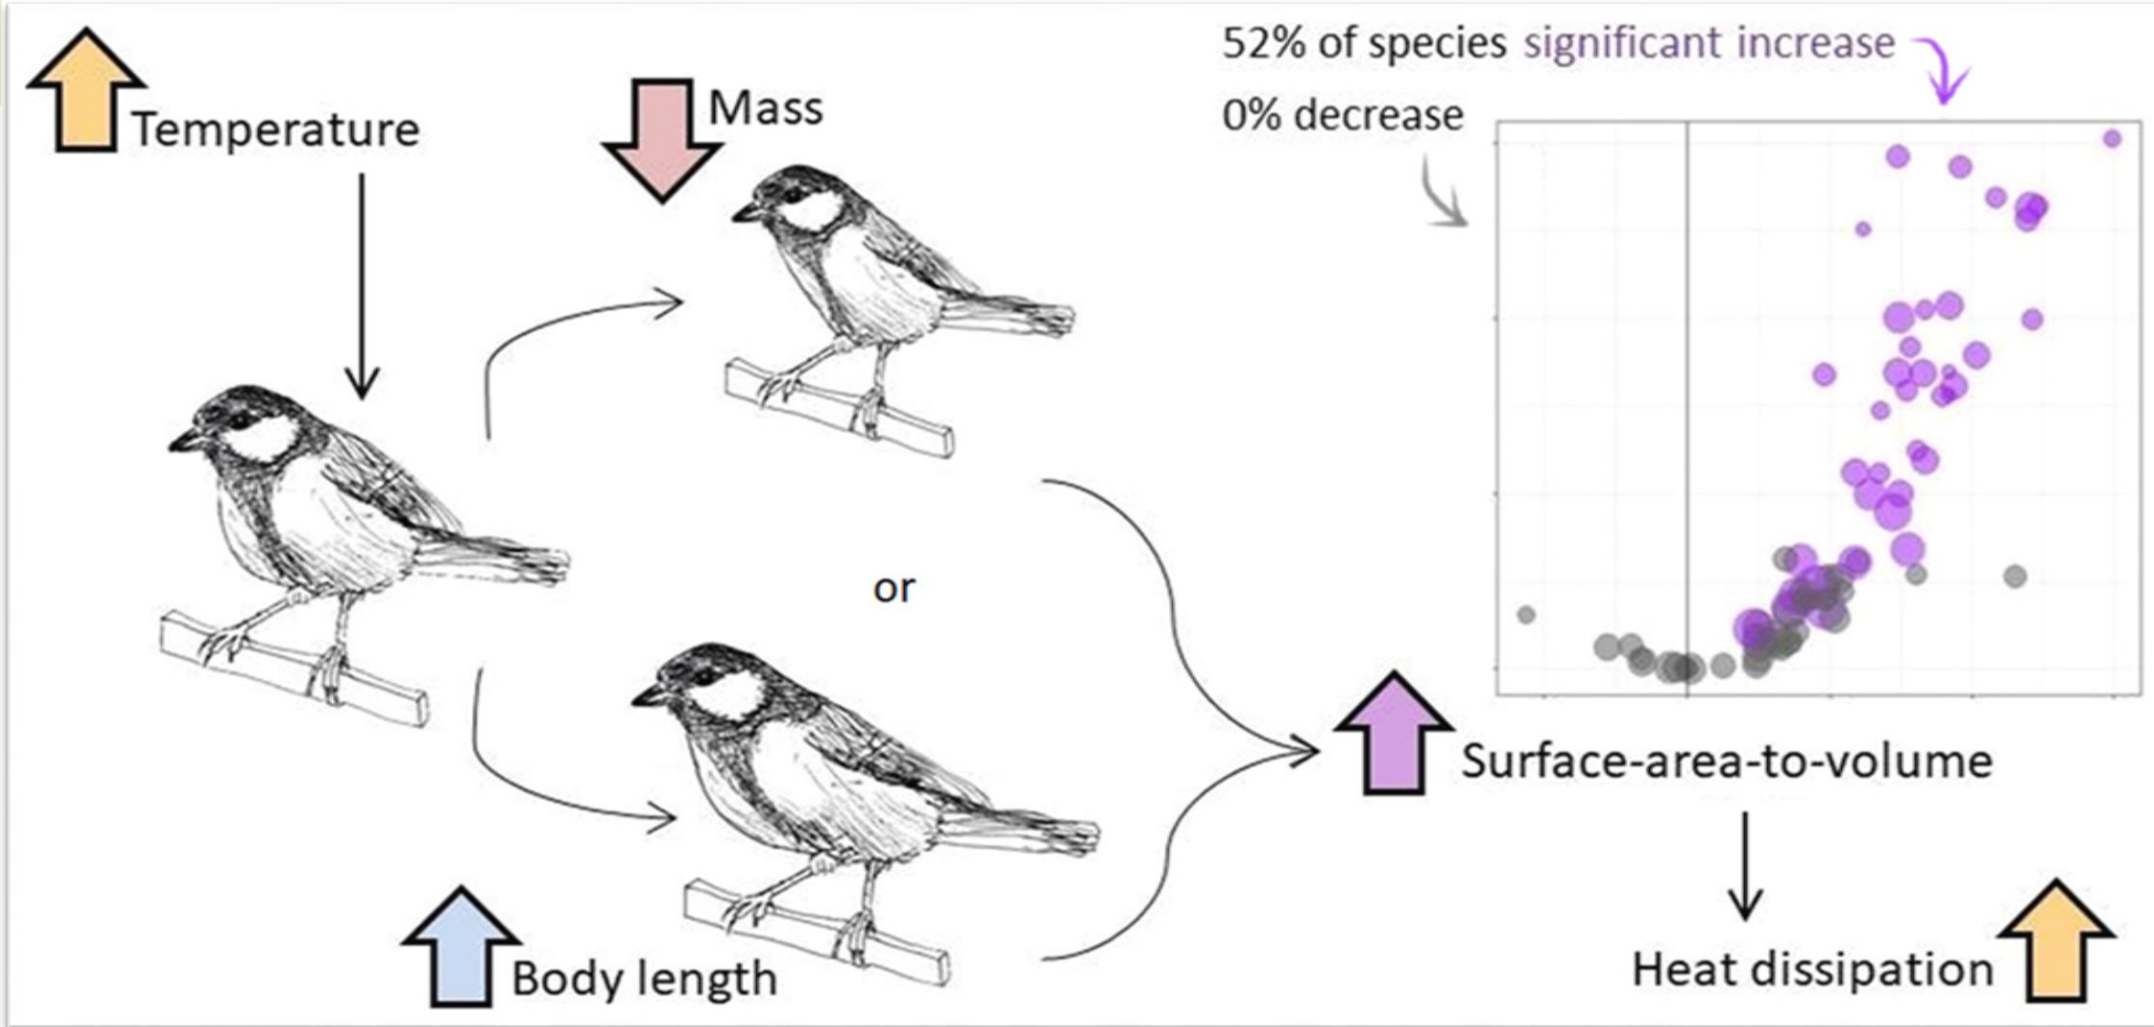 Temperature
Mass
or
Body length
52% of species significant increase
0% decrease
Surface-area-to-volume
Heat dissipation